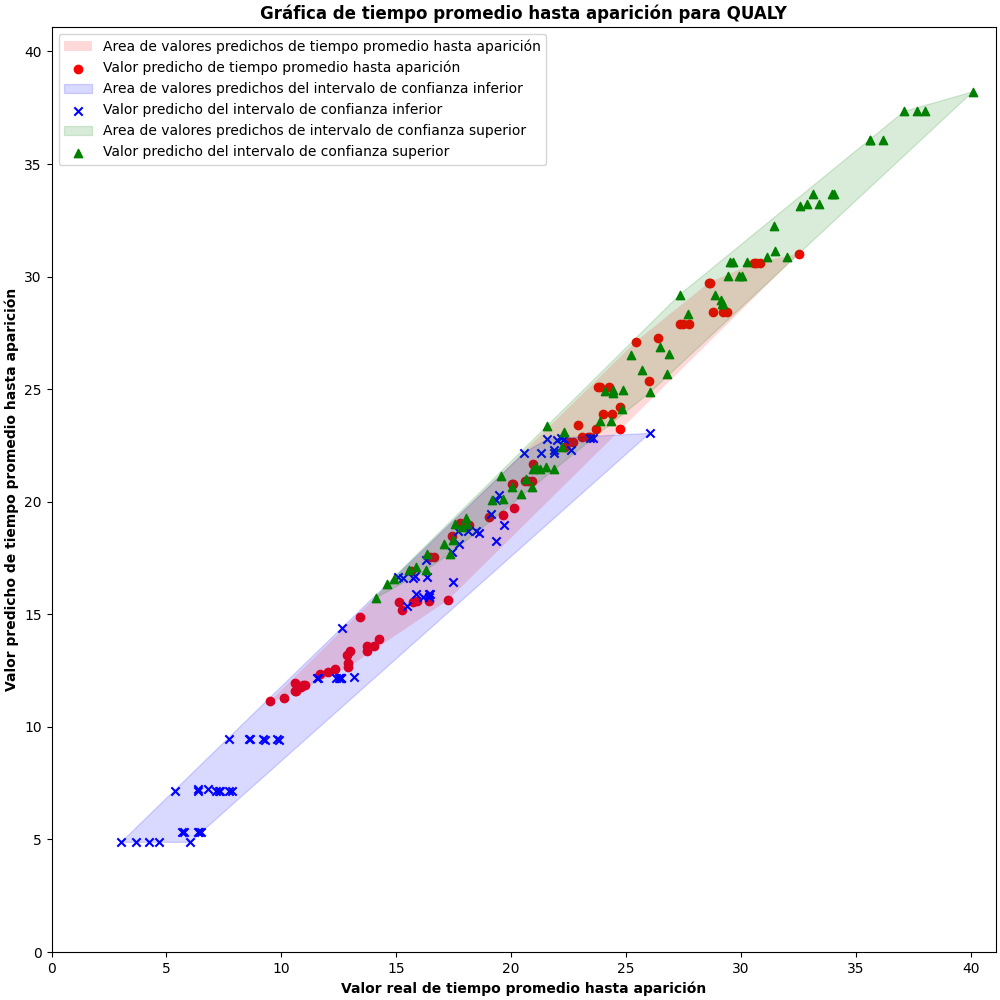 Gráfica de tiempo promedio hasta aparición para QUALY
Area de valores predichos de tiempo promedio hasta aparición
Valor predicho de tiempo promedio hasta aparición
Area de valores predichos del intervalo de confianza inferior
Valor predicho del intervalo de confianza inferior
Area de valores predichos de intervalo de confianza superior
Valor predicho del intervalo de confianza superior
Valor predicho de tiempo promedio hasta aparición
40
35
30
25
20
15
10
5
0
0 5 10 15 20 25 30 35 40
Valor real de tiempo promedio hasta aparición